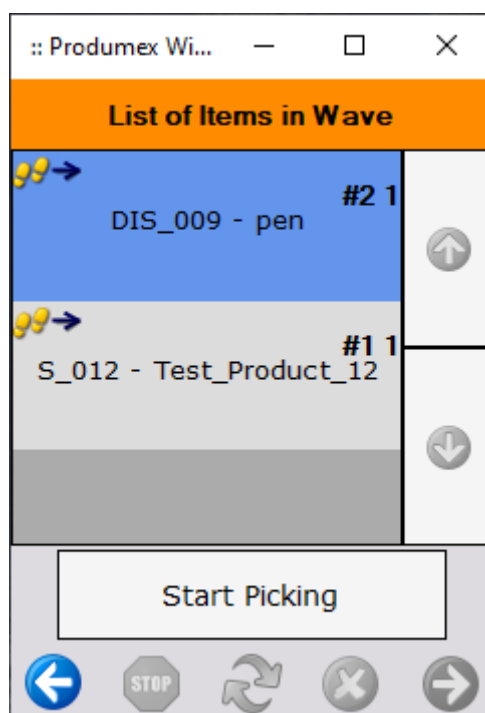 :: Produmex Wi...
List of Items in Wave
#2 1
DIS_009 - pen
#1 1
S_012 - Test_Product_12
Start Picking
STOP